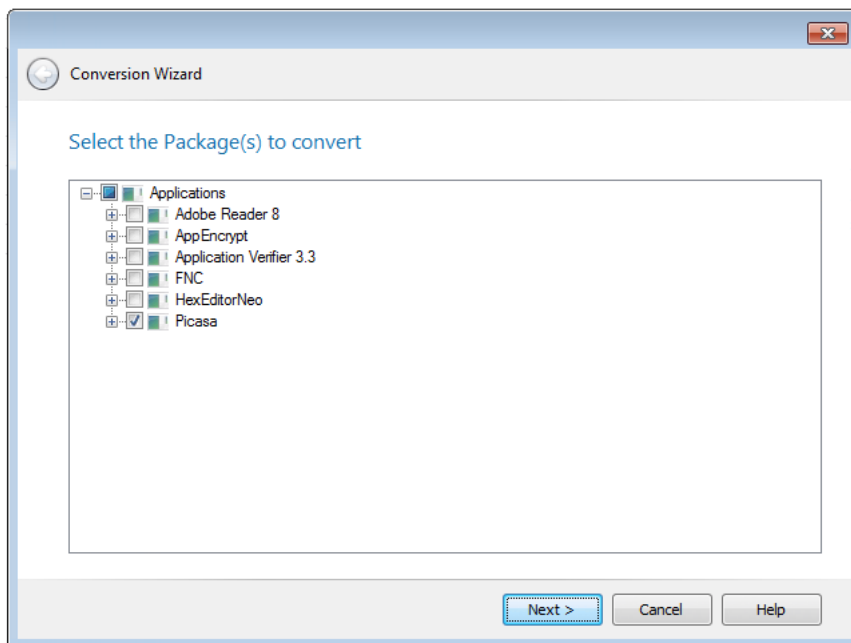 Conversion Wizard
Select the Package(s) to convert
Applications
Adobe Reader 8
AppEncrypt
Application Verifier 3.3
FNC
HexEditorNeo
Picasa
Next >
Cancel
Help